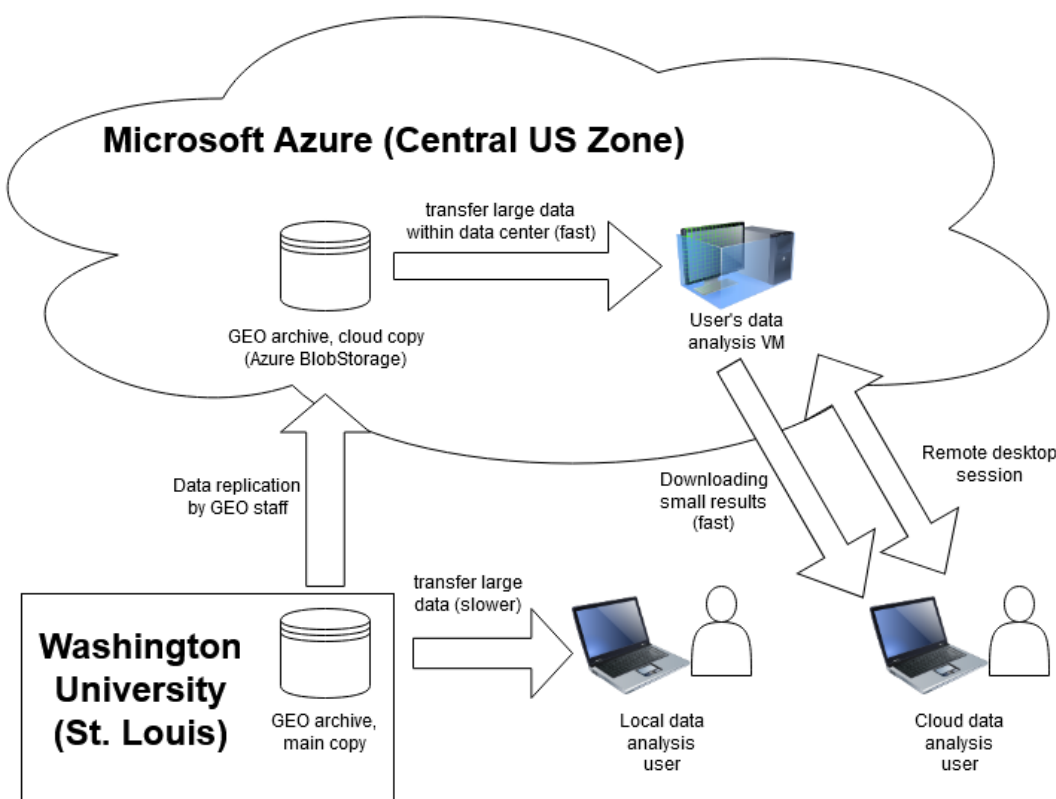 Microsoft Azure (Central US Zone)
transfer large data
within data center (fast)
GEO archive, cloud copy
(Azure BlobStorage)
User's data
analysis VM
Data replication
by GEO staff
Downloading
small results
(fast)
Remote desktop
session
Washington
University
(St. Louis)
GEO archive,
main copy
transfer large
data (slower)
Local data
analysis
user
Cloud data
analysis
user